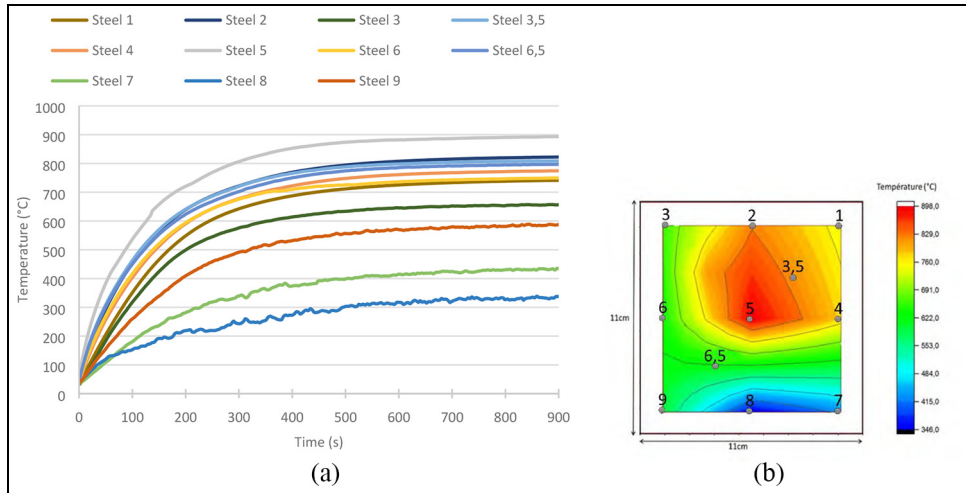 Steel 1 Steel 2 Steel 3 Steel 3,5
Steel 4 Steel 5 Steel 6 Steel 6,5
Steel 7 Steel 8 Steel 9
1000
900
800
700
600
500
400
300
200
100
0
Temperature (°C)
0 100 200 300 400 500 600 700 800 900
Time (s)
(a)
Température (°C)
3 2 1
3,5
6 5 4
6,5
9 8 7
11cm
11cm
898,0
829,0
760,0
691,0
622,0
553,0
484,0
415,0
346,0
(b)